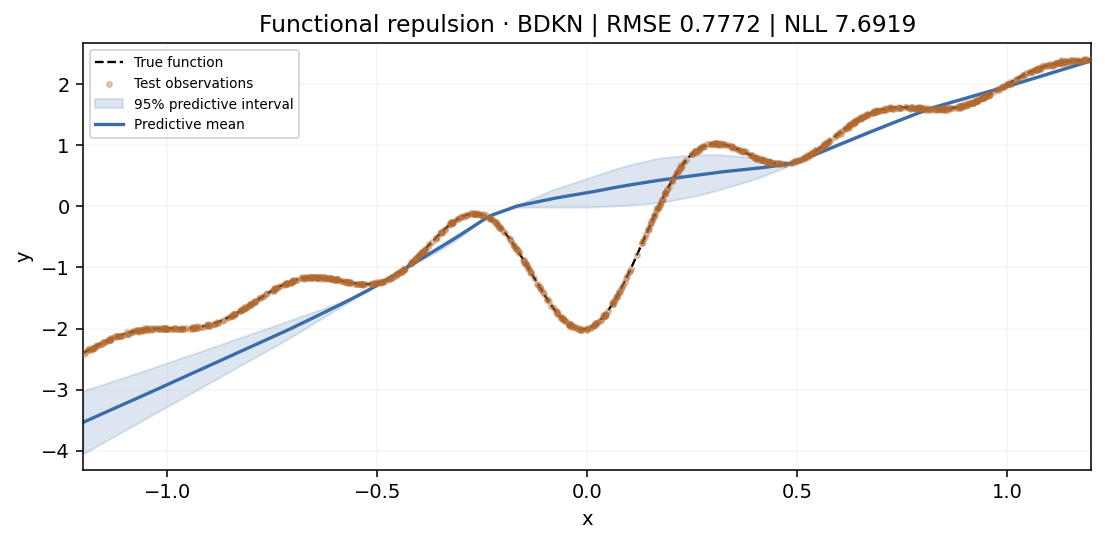 Functional repulsion · BDKN | RMSE 0.7772 | NLL 7.6919
True function
Test observations
95% predictive interval
Predictive mean
y
2
1
0
−1
−2
−3
−4
−1.0 −0.5 0.0 0.5 1.0
x